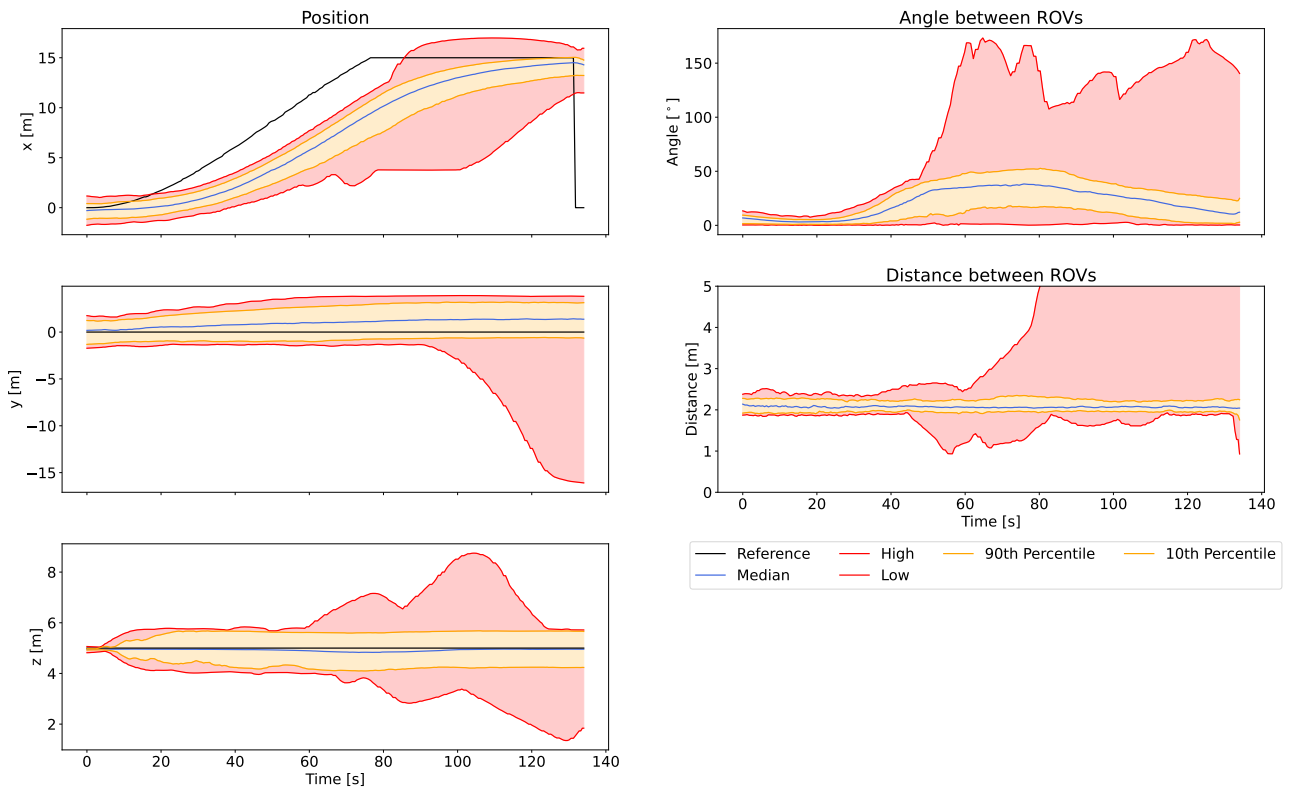 Position
15
10
5
0
x [m]
0
−5
−10
−15
y [m]
8
6
4
2
z [m]
0 20 40 60 80 100 120 140
Time [s]
Angle between ROVs
150
100
50
0
Angle [°]
Distance between ROVs
5
4
3
2
1
0
Distance [m]
0 20 40 60 80 100 120 140
Time [s]
Reference High 90th Percentile 10th Percentile
Median Low